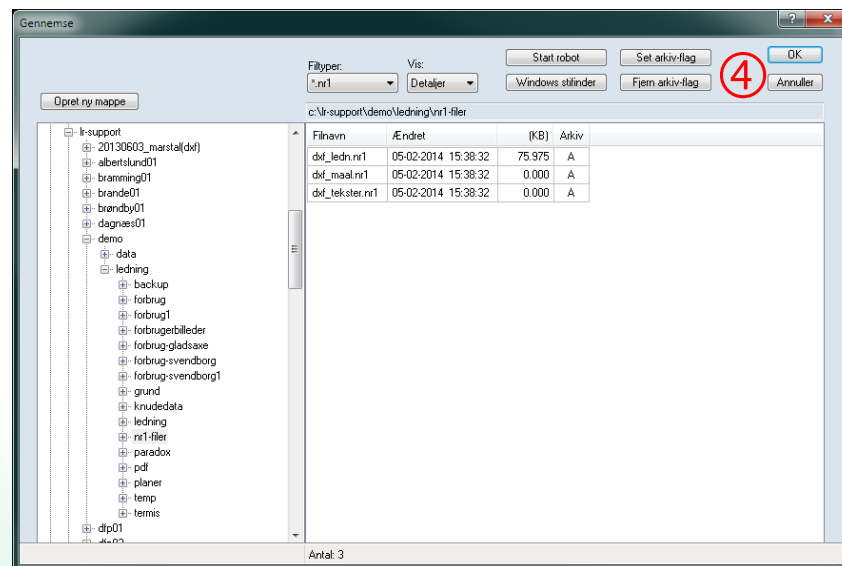 Gennemse
Filtyper:
Vis:
Start robot
Set arkiv-flag
OK
*.nr1
Detaljer
Windows stifinder
Fjern arkiv-flag
4
Annuller
Opret ny mappe
c:\lr-support\demo\ledning\nr1-filer
lr-support
20130603_marstal(dxf)
albertslund01
bramming01
brande01
brøndby01
dagnæs01
demo
data
ledning
backup
forbrug
forbrug1
forbrugerbilleder
forbrug-gladsaxe
forbrug-svendborg
forbrug-svendborg1
grund
knudedata
ledning
nr1-filer
paradox
pdf
planer
temp
termis
dfp01
Filnavn Ændret (KB) Arkiv
dxf_ledn.nr1 05-02-2014 15:38:32 75.975 A
dxf_maal.nr1 05-02-2014 15:38:32 0.000 A
dxf_tekster.nr1 05-02-2014 15:38:32 0.000 A
Antal: 3